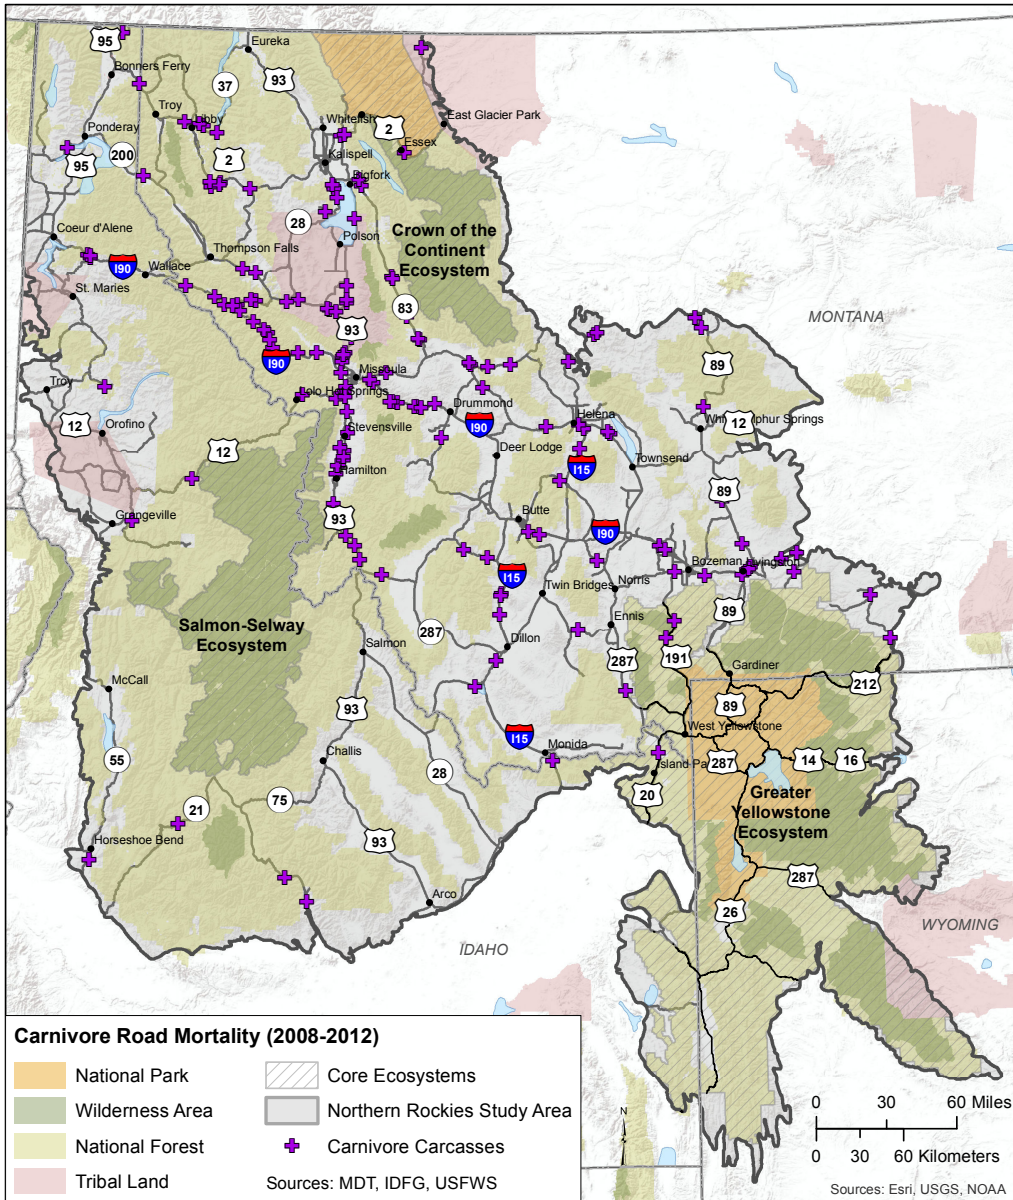 95
Eureka
Bonners Ferry
93
37
Troy
Libby
Whitefish
2
East Glacier Park
Ponderay
Essex
95
200
2
Kalispell
Bigfork
28
Coeur d'Alene
Polson
Crown of the
Continent
Ecosystem
Thompson Falls
I90
Wallace
St. Maries
83
MONTANA
93
I90
Missoula
89
Troy
Lolo Hot Springs
Drummond
12
Orofino
I90
Helena
12
Stevensville
12
Deer Lodge
Townsend
I15
Hamilton
89
Grangeville
93
Butte
I90
Bozeman
Livingston
I15
Twin Bridges
Norris
89
Salmon-Selway
Ecosystem
287
Ennis
Salmon
Dillon
287
191
Gardiner
McCall
212
93
89
I15
West Yellowstone
Monida
55
Challis
287
14
16
28
20
Greater
Yellowstone
Ecosystem
21
75
Horseshoe Bend
93
287
Arco
26
IDAHO
WYOMING
Carnivore Road Mortality (2008-2012)
National Park
Core Ecosystems
Wilderness Area
Northern Rockies Study Area
National Forest
Carnivore Carcasses
Tribal Land
Sources: MDT, IDFG, USFWS
N
0 30 60 Miles
0 30 60 Kilometers
Sources: Esri, USGS, NOAA